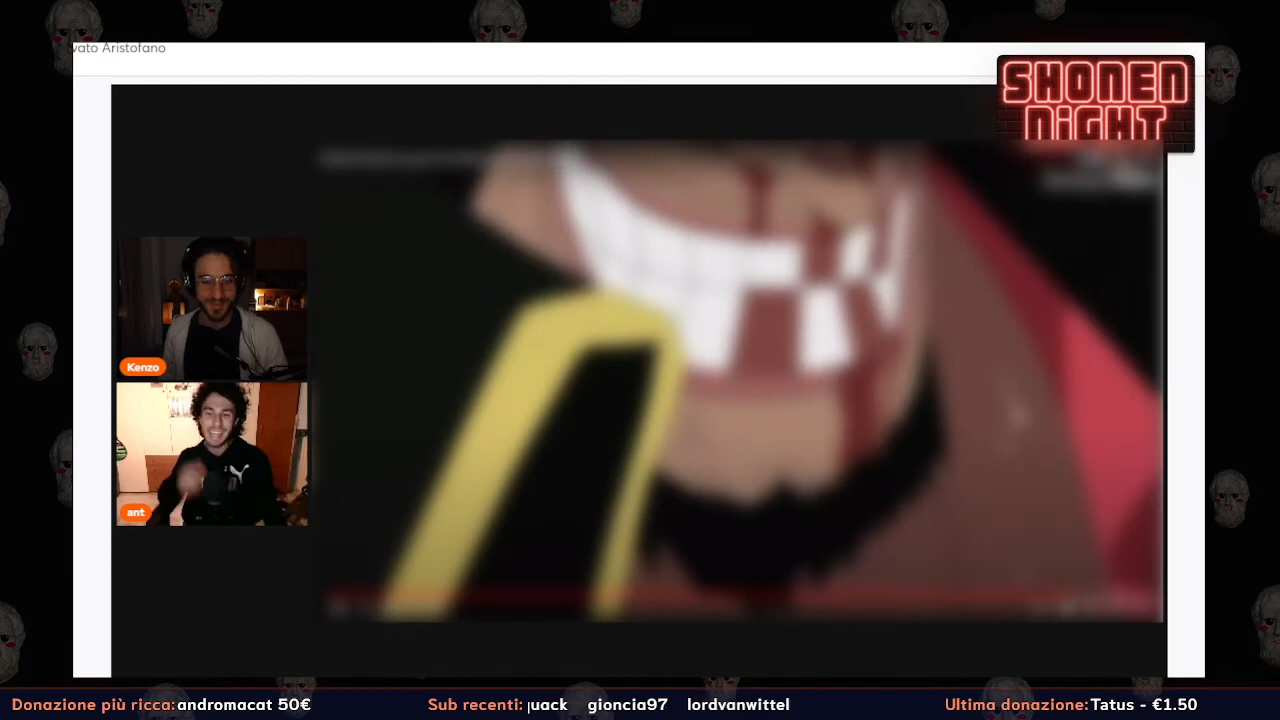 vato Aristofano
SHONEN
NIGHT
Kenzo
ant
Donazione più ricca: andromacat 50€
Sub recenti: quack gioncia97 lordvanwittel
Ultima donazione: Tatus - €1.50